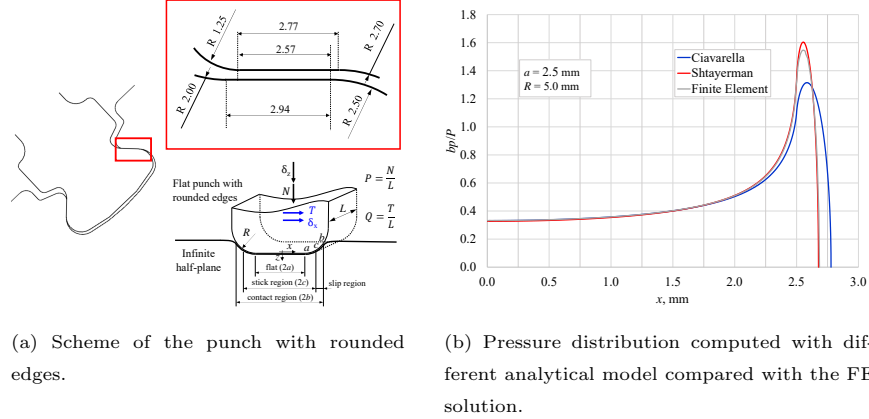 R 1.25
2.77
2.57
R 2.70
R 2.00
2.94
R 2.50
δz
N
P = N/L
Flat punch with
rounded edges
T
δx
L
Q = T/L
R
x
z
a
c
b
Infinite
half-plane
flat (2a)
stick region (2c)
slip region
contact region (2b)
(a) Scheme of the punch with rounded
edges.
1.8
1.6
1.4
1.2
1.0
0.8
0.6
0.4
0.2
0.0
bp/P
a = 2.5 mm
R = 5.0 mm
Ciavarella
Shtayerman
Finite Element
0.0
0.5
1.0
1.5
2.0
2.5
3.0
x, mm
(b) Pressure distribution computed with dif-
ferent analytical model compared with the FE
solution.